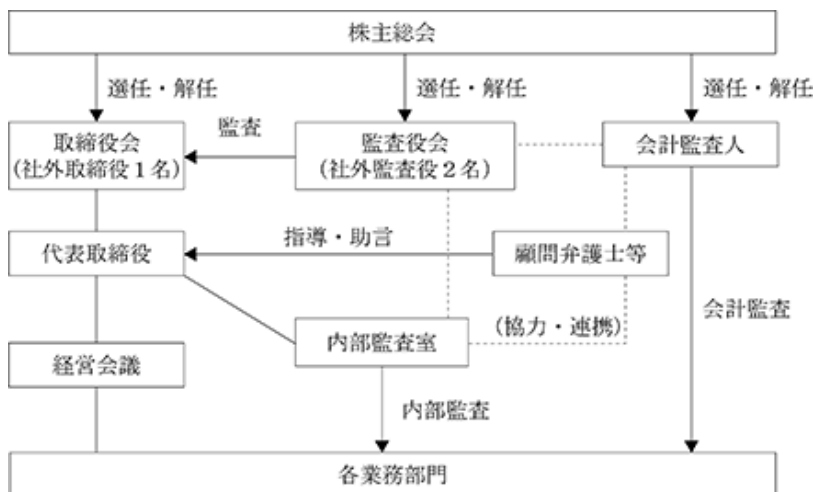 株主総会
選任・解任
選任・解任
選任・解任
取締役会
(社外取締役1名)
監査
監査役会
(社外監査役2名)
会計監査人
代表取締役
指導・助言
顧問弁護士等
会計監査
(協力・連携)
内部監査室
経営会議
内部監査
各業務部門